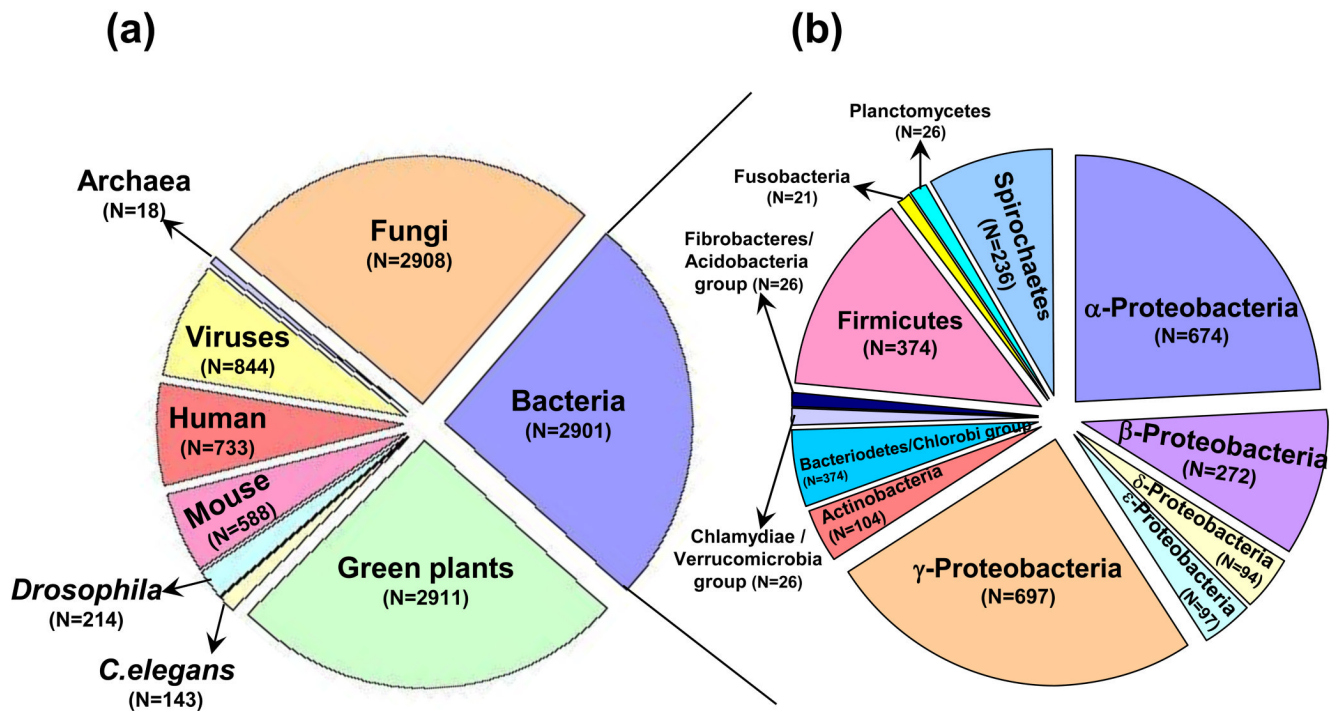 (a)
Archaea
(N=18)
Fungi
(N=2908)
Viruses
(N=844)
Human
(N=733)
Mouse
(N=588)
Drosophila
(N=214)
C.elegans
(N=143)
Green plants
(N=2911)
Bacteria
(N=2901)
(b)
Planctomycetes
(N=26)
Fusobacteria
(N=21)
Fibrobacteres/
Acidobacteria
group (N=26)
Spirochaetes
(N=236)
Firmicutes
(N=374)
α-Proteobacteria
(N=674)
β-Proteobacteria
(N=272)
δ-Proteobacteria
(N=94)
ε-Proteobacteria
(N=97)
γ-Proteobacteria
(N=697)
Bacteriodetes/Chlorobi group
(N=374)
Actinobacteria
(N=104)
Chlamydiae /
Verrucomicrobia
group (N=26)